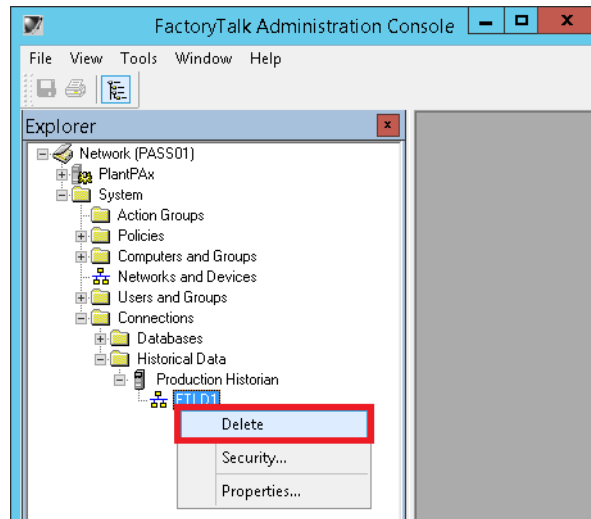 FactoryTalk Administration Console
File View Tools Window Help
Explorer
Network (PASS01)
PlantPAx
System
Action Groups
Policies
Computers and Groups
Networks and Devices
Users and Groups
Connections
Databases
Historical Data
Production Historian
FTLD1
Delete
Security...
Properties...